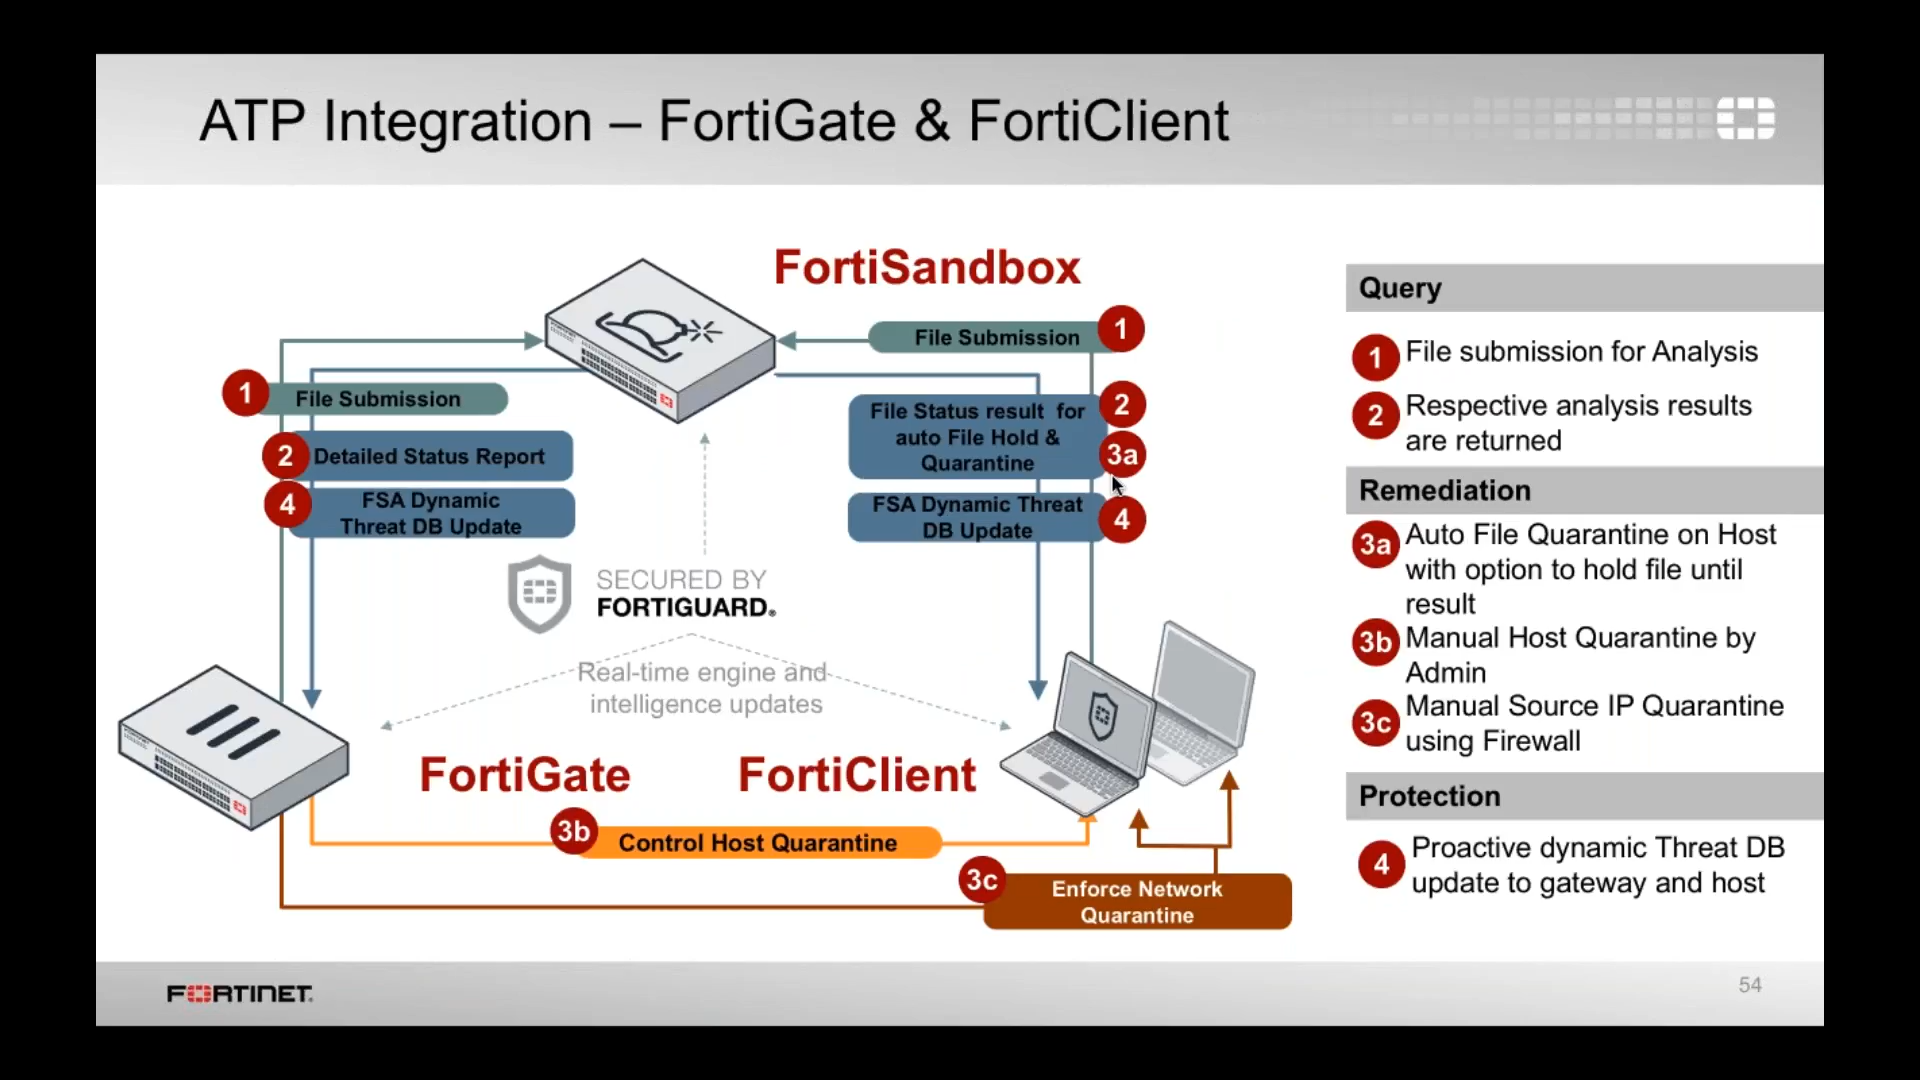 ATP Integration – FortiGate & FortiClient
FortiSandbox
File Submission
1
1
File Submission
2
Detailed Status Report
4
FSA Dynamic
Threat DB Update
File Status result for
auto File Hold &
Quarantine
2
3a
FSA Dynamic Threat
DB Update
4
SECURED BY
FORTIGUARD®
Real-time engine and
intelligence updates
FortiGate
FortiClient
3b
Control Host Quarantine
3c
Enforce Network
Quarantine
Query
1
File submission for Analysis
2
Respective analysis results
are returned
Remediation
3a
Auto File Quarantine on Host
with option to hold file until
result
3b
Manual Host Quarantine by
Admin
3c
Manual Source IP Quarantine
using Firewall
Protection
4
Proactive dynamic Threat DB
update to gateway and host
FORTINET
54